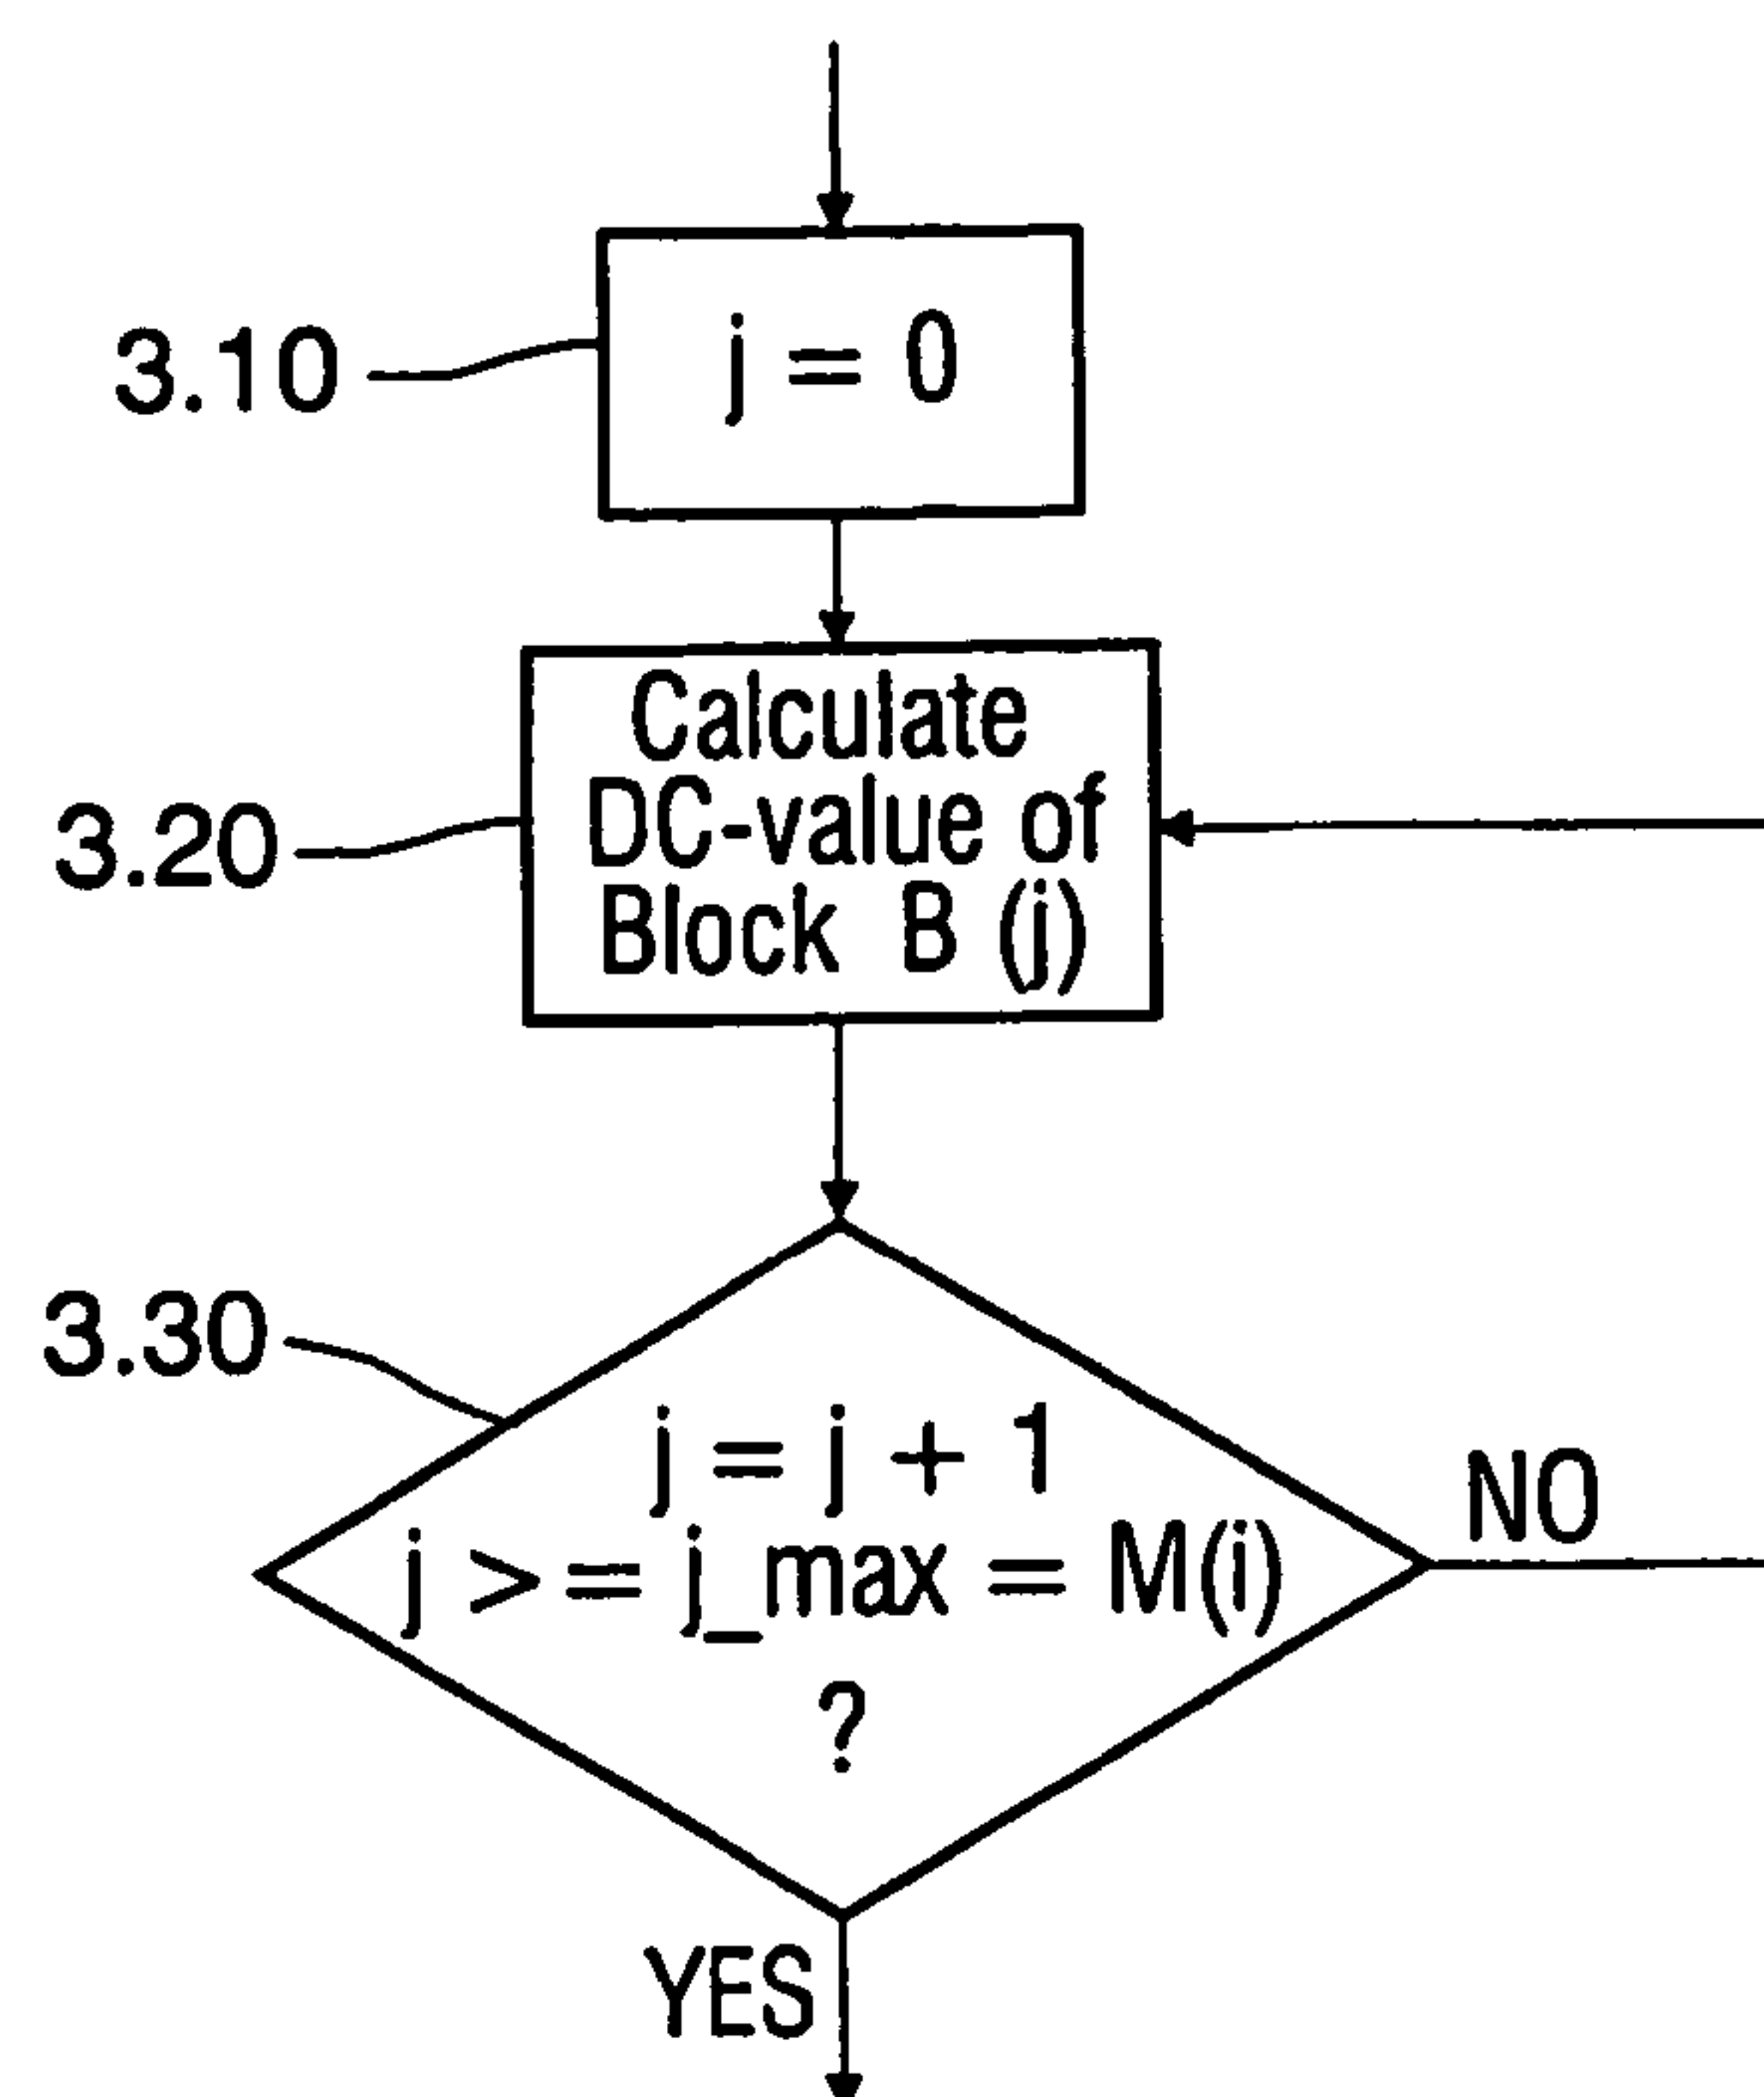 3.10
j = 0
3.20
Calculate
DC-value of
Block B (j)
3.30
j = j + 1
j >= j_max = M(i)
?
NO
YES